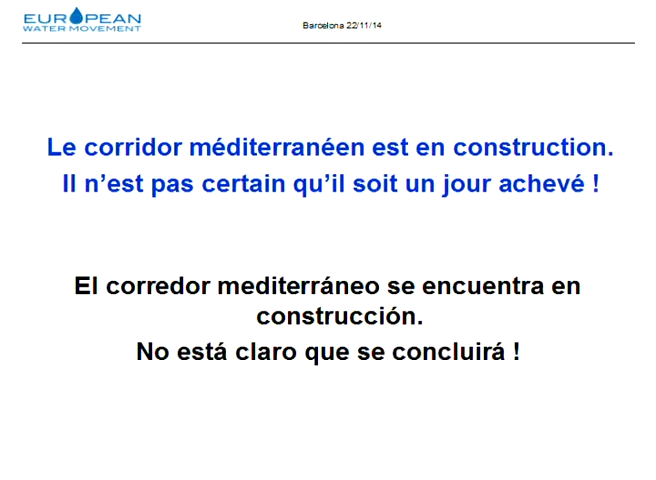 EUROPEAN
WATER MOVEMENT
Barcelona 22/11/14
Le corridor méditerranéen est en construction.
Il n’est pas certain qu’il soit un jour achevé !
El corredor mediterráneo se encuentra en
construcción.
No está claro que se concluirá !